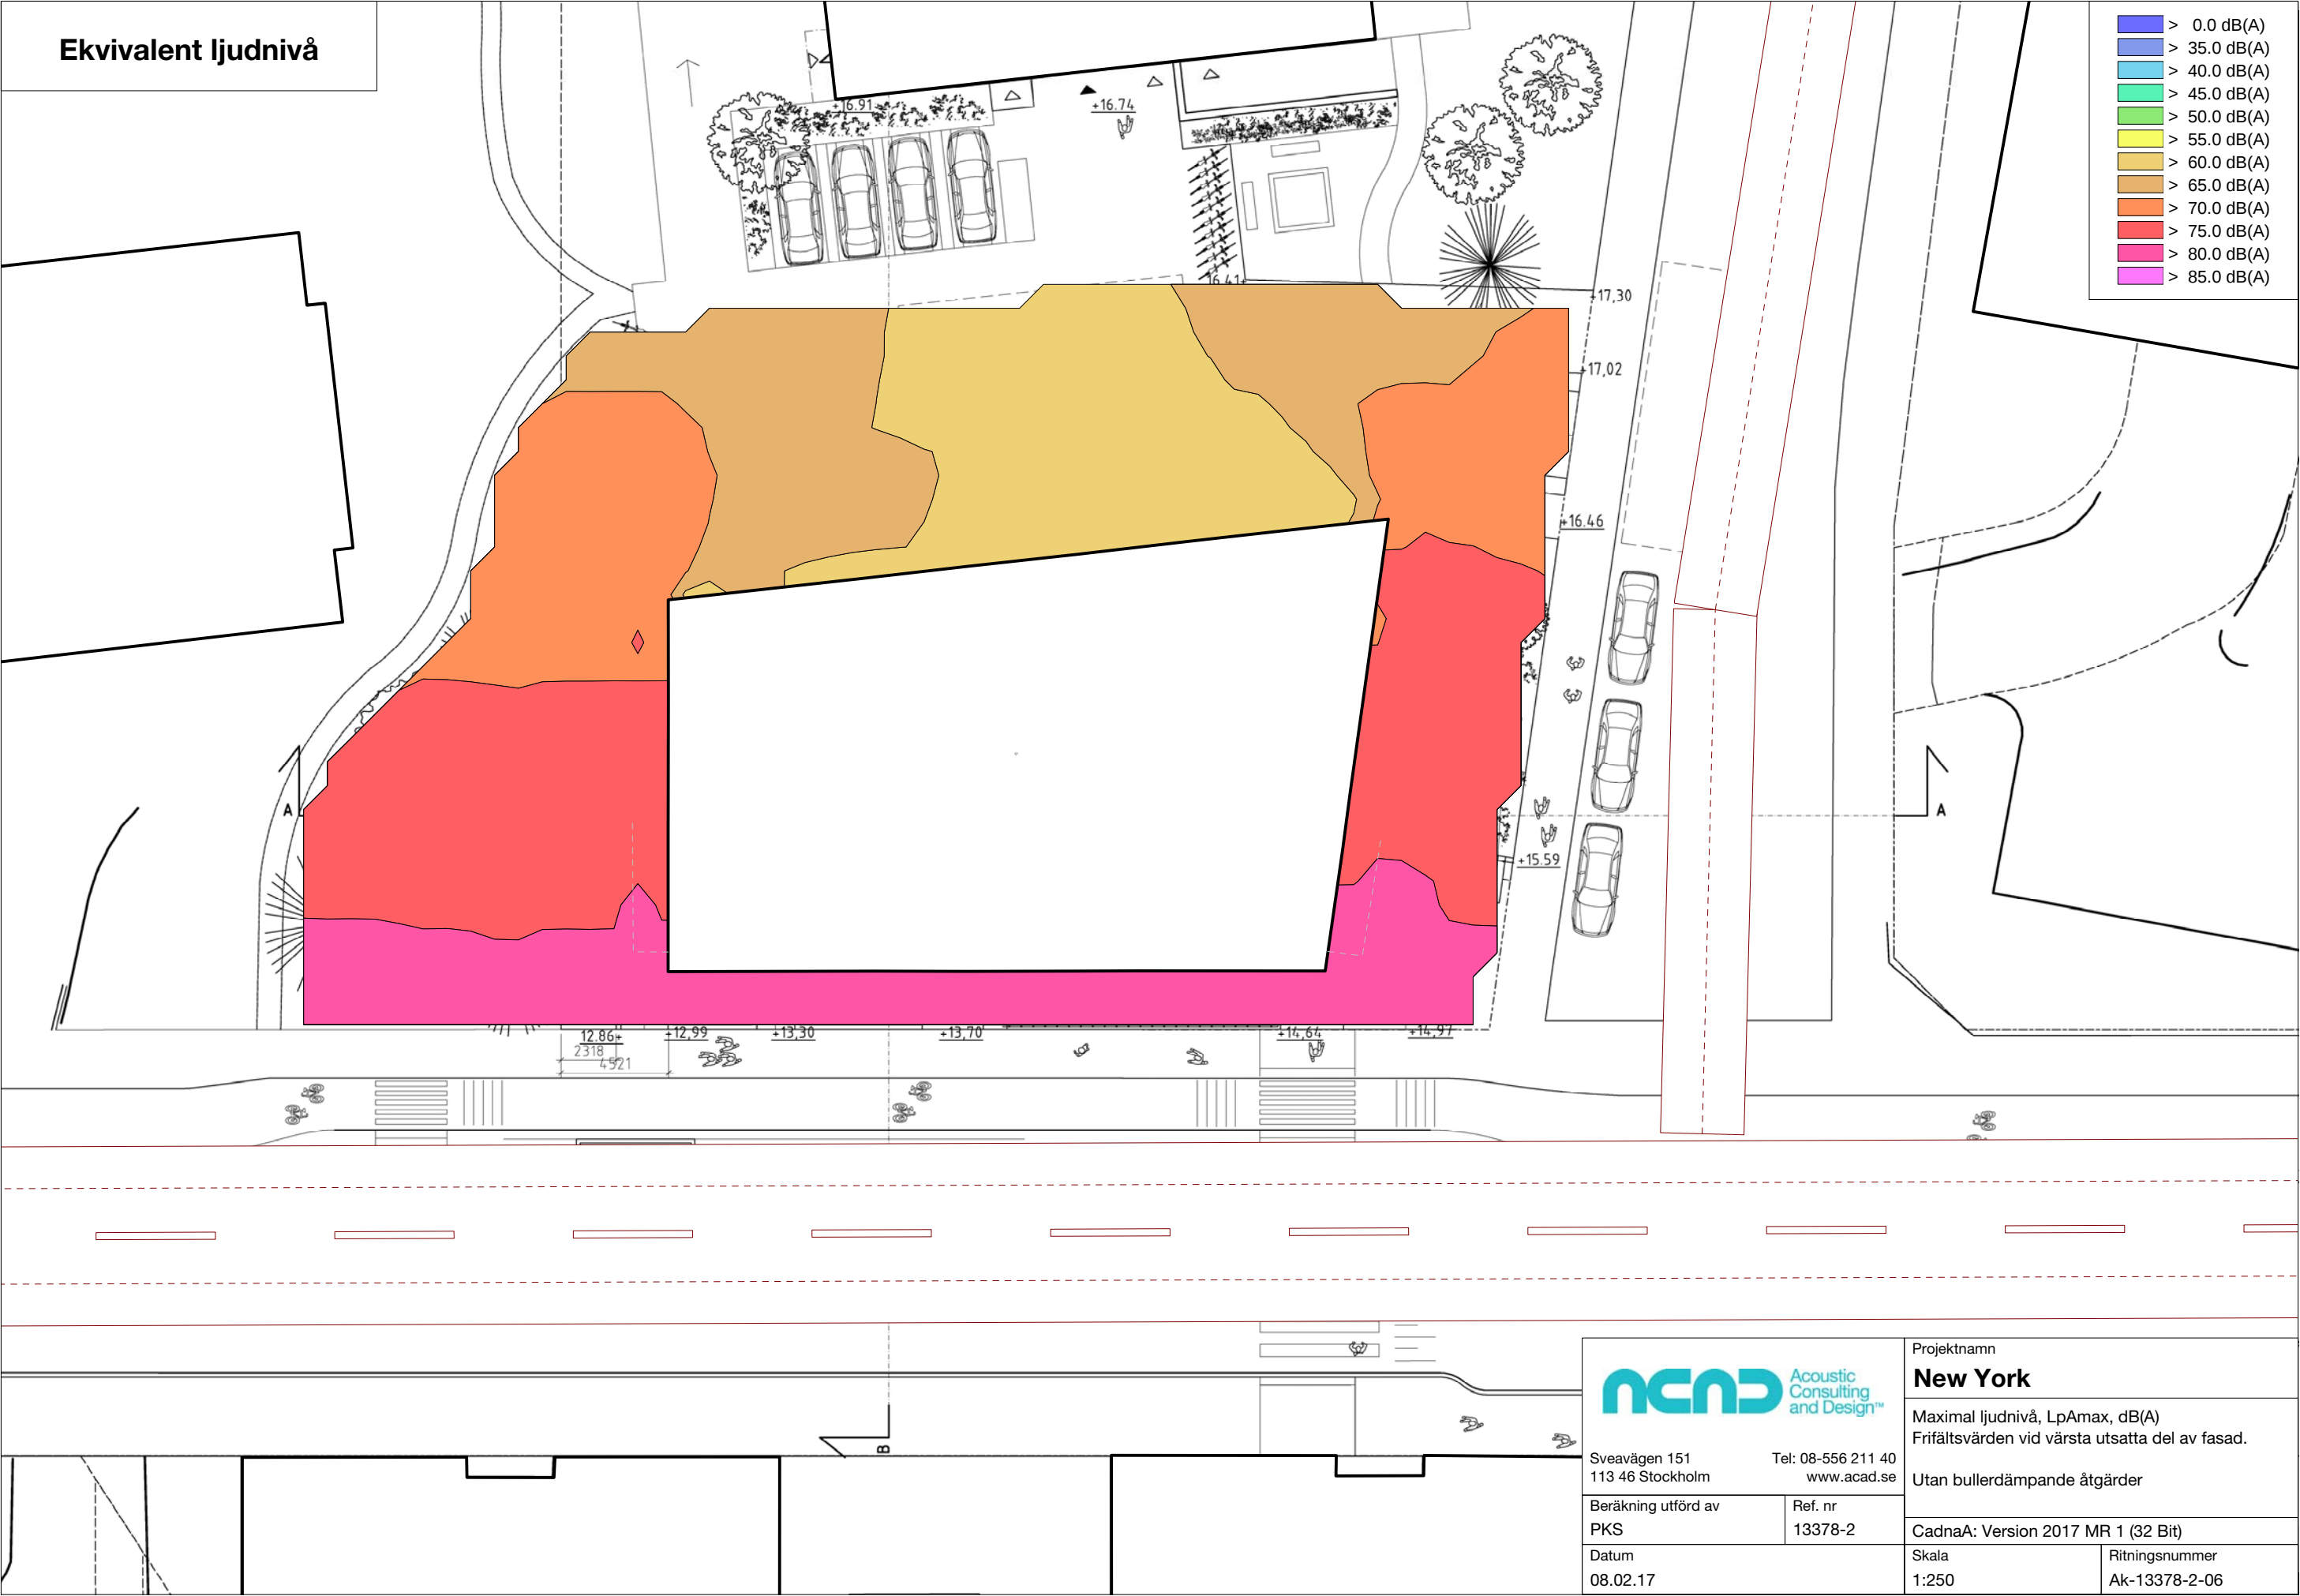 Ekvivalent ljudnivå
> 0.0 dB(A)
> 35.0 dB(A)
> 40.0 dB(A)
> 45.0 dB(A)
> 50.0 dB(A)
> 55.0 dB(A)
> 60.0 dB(A)
> 65.0 dB(A)
> 70.0 dB(A)
> 75.0 dB(A)
> 80.0 dB(A)
> 85.0 dB(A)
+16.91
+16.74
16.41+
+17,30
+17,02
+16.46
A
A
+15.59
12.86+
+12,99
+13,30
+13,70
+14,64
+14,97
2318
4521
B
acad
Acoustic
Consulting
and Design™
Sveavägen 151
Tel: 08-556 211 40
113 46 Stockholm
www.acad.se
Beräkning utförd av
PKS
Ref. nr
13378-2
Datum
08.02.17
Projektnamn
New York
Maximal ljudnivå, LpAmax, dB(A)
Frifältsvärden vid värsta utsatta del av fasad.
Utan bullerdämpande åtgärder
CadnaA: Version 2017 MR 1 (32 Bit)
Skala
1:250
Ritningsnummer
Ak-13378-2-06